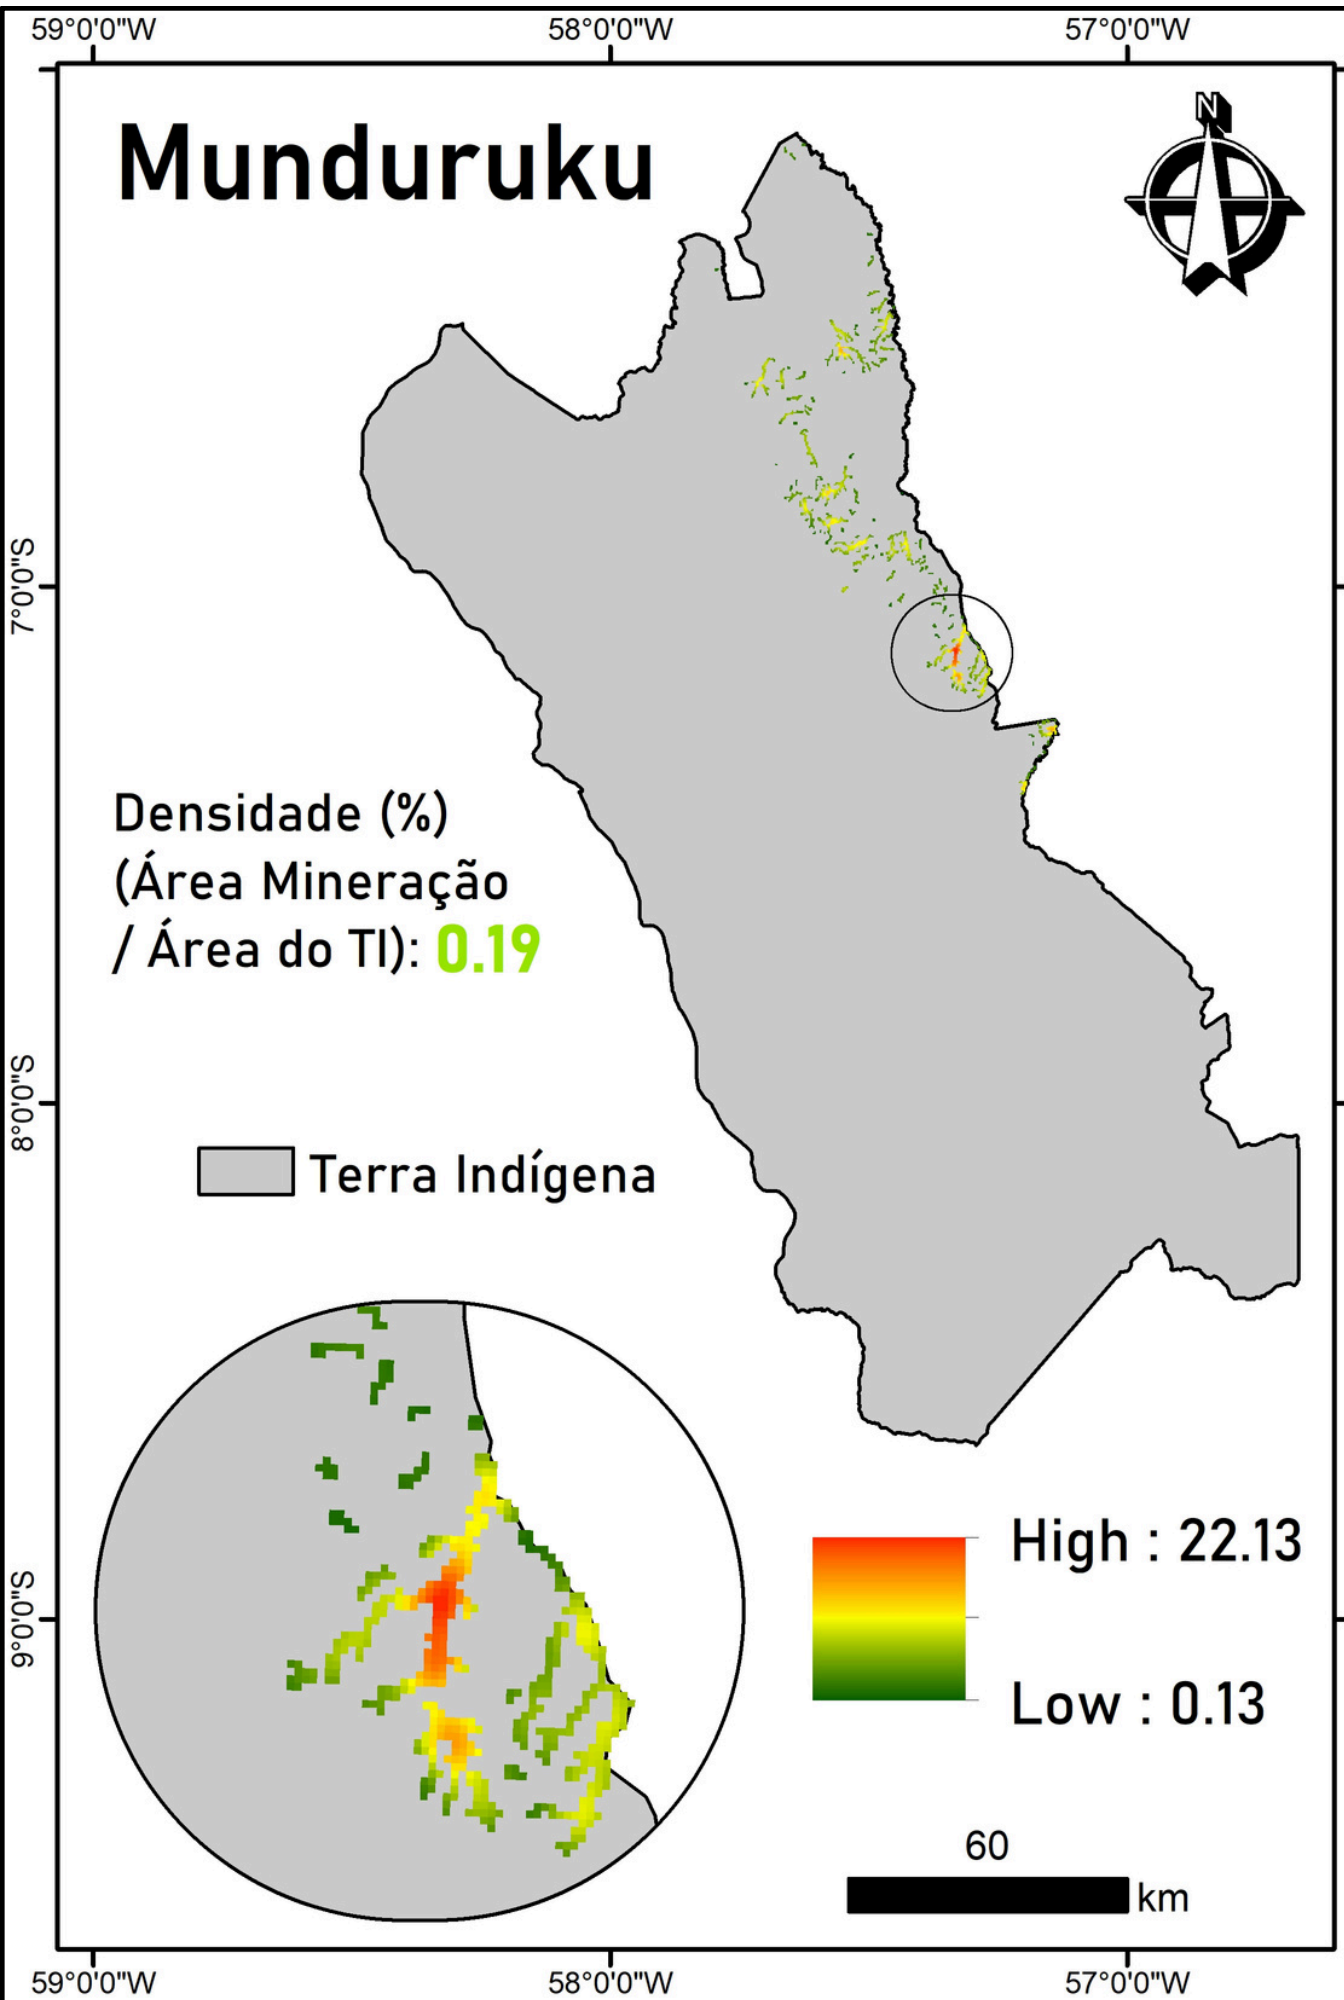 59°0'0"W
58°0'0"W
57°0'0"W
N
Munduruku
7°0'0"S
Densidade (%)
(Área Mineração
/ Área do TI): 0.19
8°0'0"S
Terra Indígena
High : 22.13
9°0'0"S
Low : 0.13
60
km
59°0'0"W
58°0'0"W
57°0'0"W